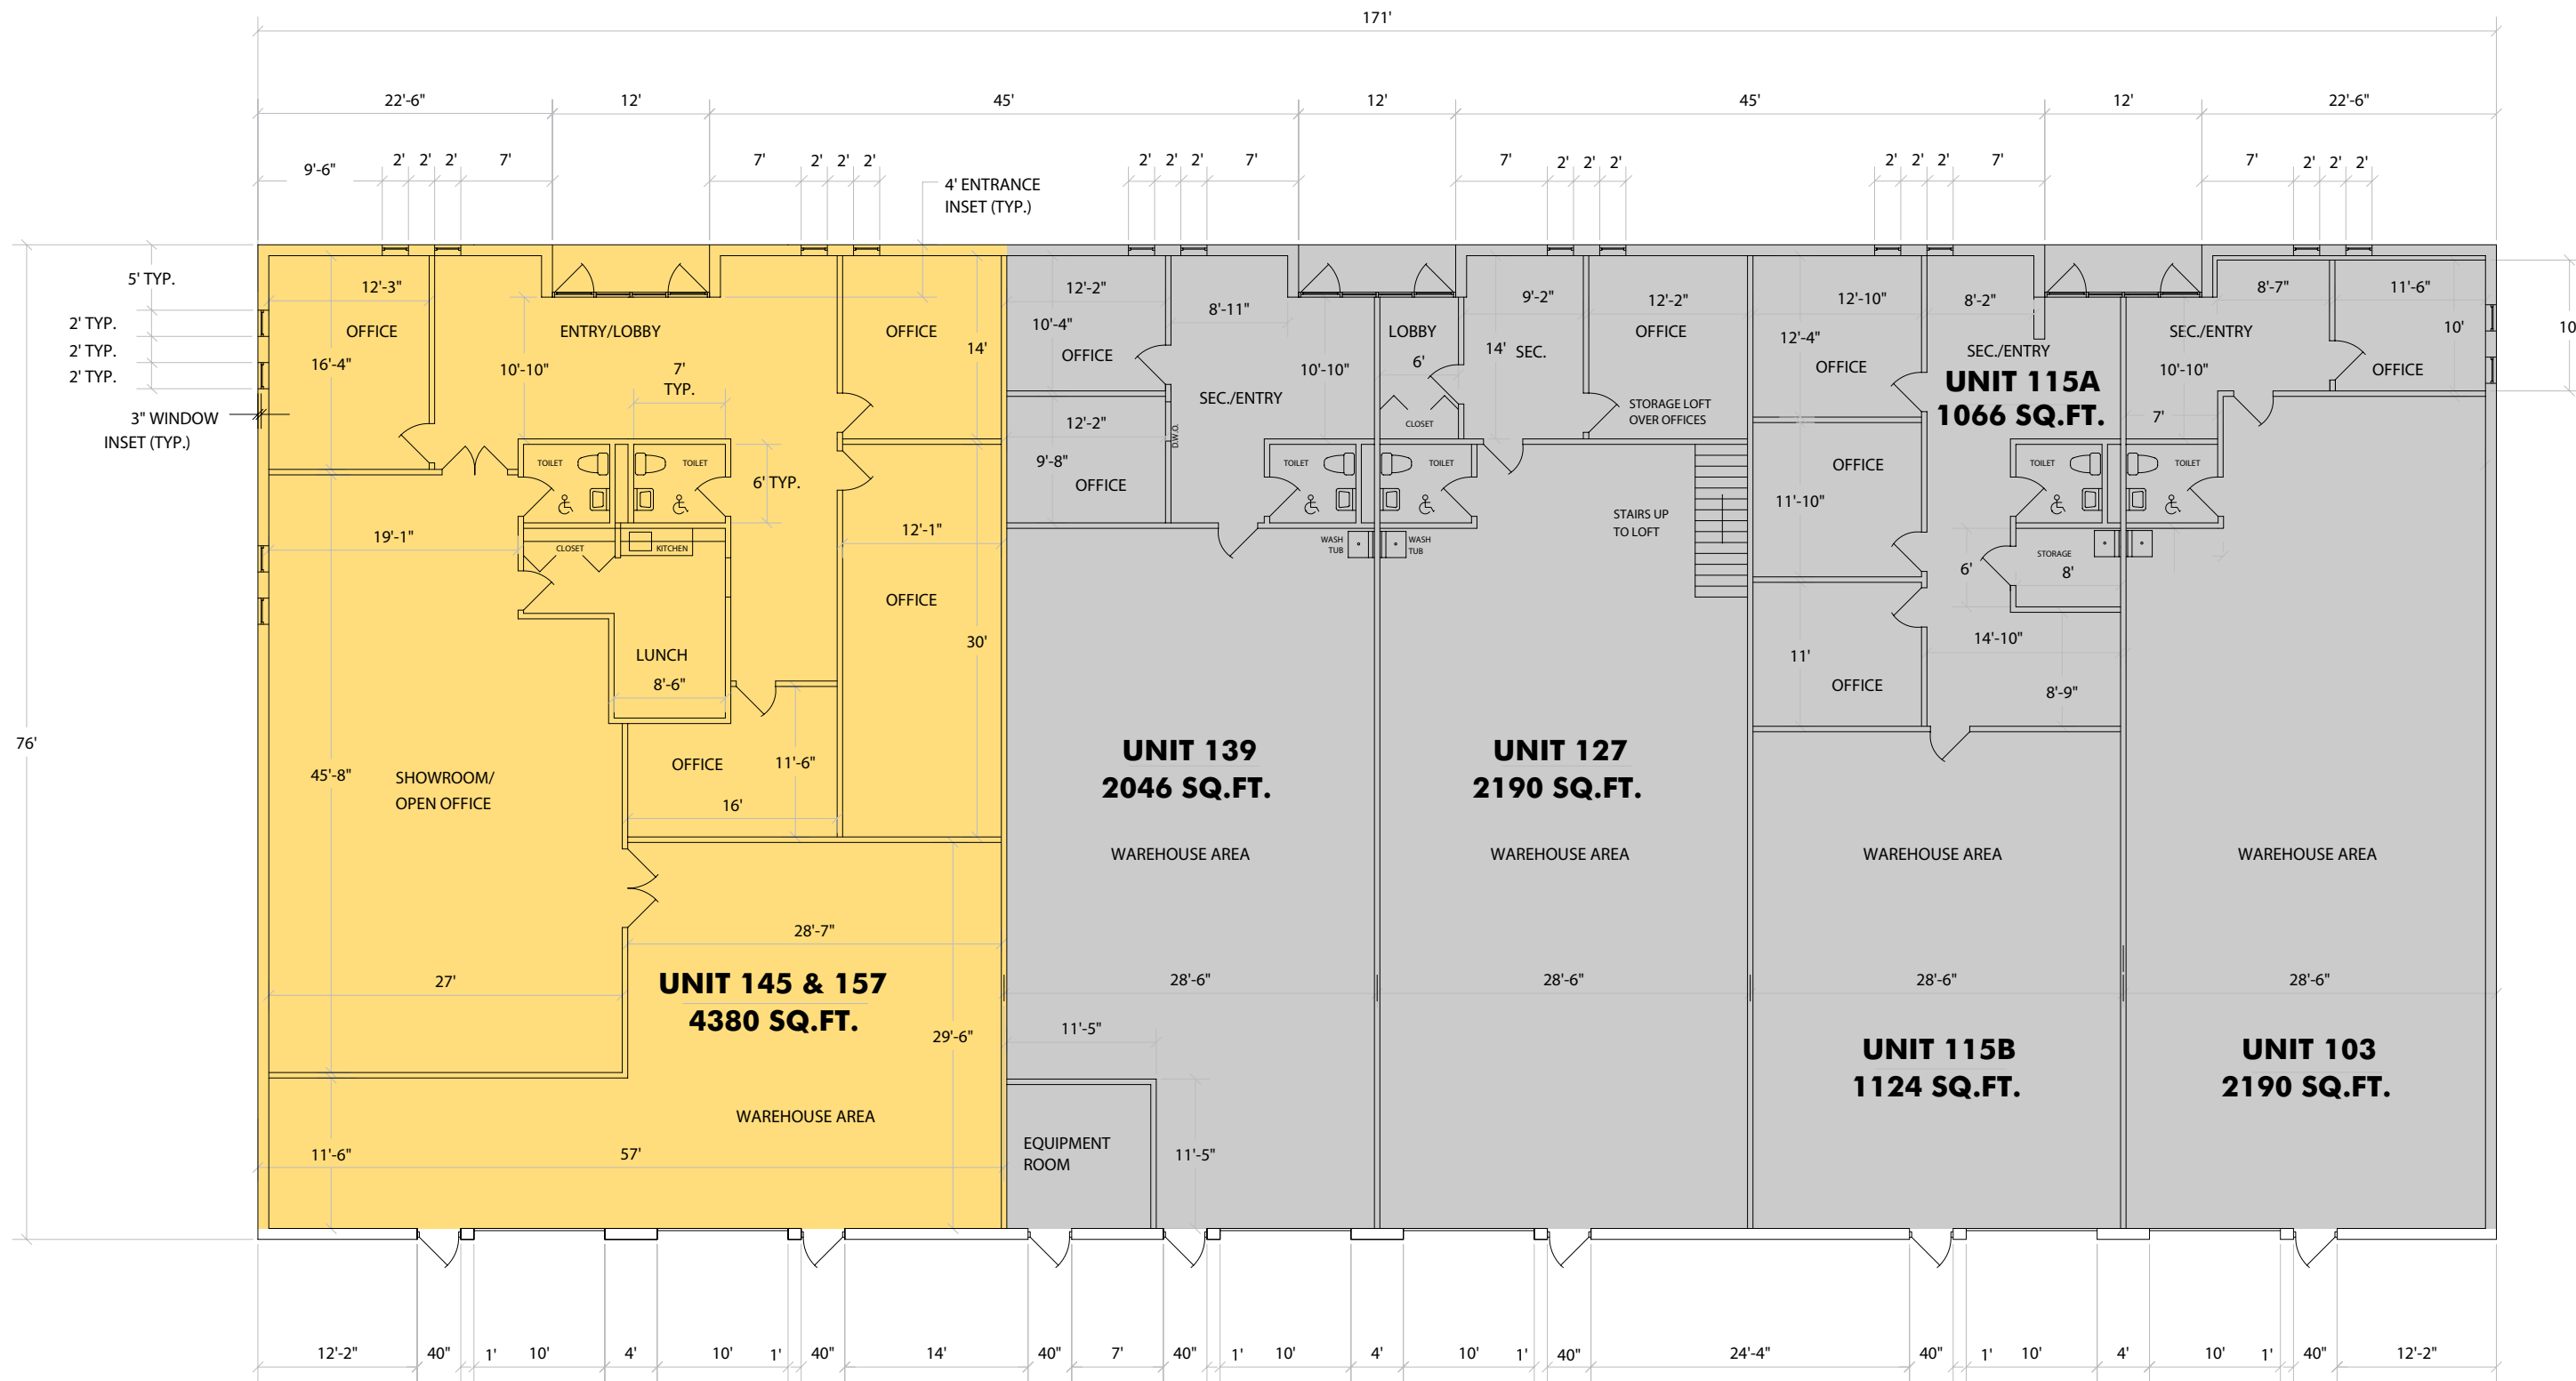 171'
22'-6"
12'
45'
12'
45'
12'
22'-6"
9'-6"
2'
2'
2'
7'
7'
2'
2'
2'
2'
2'
2'
7'
7'
2'
2'
2'
2'
2'
2'
7'
7'
2'
2'
2'
4' ENTRANCE
INSET (TYP.)
5' TYP.
2' TYP.
2' TYP.
2' TYP.
3" WINDOW
INSET (TYP.)
76'
12'-3"
OFFICE
16'-4"
ENTRY/LOBBY
10'-10"
7'
TYP.
OFFICE
14'
TOILET
TOILET
6' TYP.
19'-1"
CLOSET
KITCHEN
12'-1"
OFFICE
30'
LUNCH
8'-6"
OFFICE
11'-6"
16'
45'-8"
SHOWROOM/
OPEN OFFICE
28'-7"
27'
UNIT 145 & 157
4380 SQ.FT.
29'-6"
WAREHOUSE AREA
11'-6"
57'
12'-2"
10'-4"
OFFICE
8'-11"
10'-10"
SEC./ENTRY
12'-2"
D.W.O.
9'-8"
OFFICE
TOILET
WASH
TUB
UNIT 139
2046 SQ.FT.
WAREHOUSE AREA
28'-6"
11'-5"
EQUIPMENT
ROOM
11'-5"
LOBBY
6'
CLOSET
9'-2"
14'
SEC.
12'-2"
OFFICE
STORAGE LOFT
OVER OFFICES
TOILET
WASH
TUB
STAIRS UP
TO LOFT
UNIT 127
2190 SQ.FT.
WAREHOUSE AREA
28'-6"
12'-10"
12'-4"
OFFICE
8'-2"
SEC./ENTRY
UNIT 115A
1066 SQ.FT.
OFFICE
11'-10"
TOILET
STORAGE
6'
8'
14'-10"
11'
OFFICE
8'-9"
WAREHOUSE AREA
28'-6"
UNIT 115B
1124 SQ.FT.
8'-7"
11'-6"
SEC./ENTRY
10'
10
10'-10"
OFFICE
7'
TOILET
WAREHOUSE AREA
28'-6"
UNIT 103
2190 SQ.FT.
12'-2"
40"
1'
10'
4'
10'
1'
40"
14'
40"
7'
40"
1'
10'
4'
10'
1'
40"
24'-4"
40"
1'
10'
4'
10'
1'
40"
12'-2"